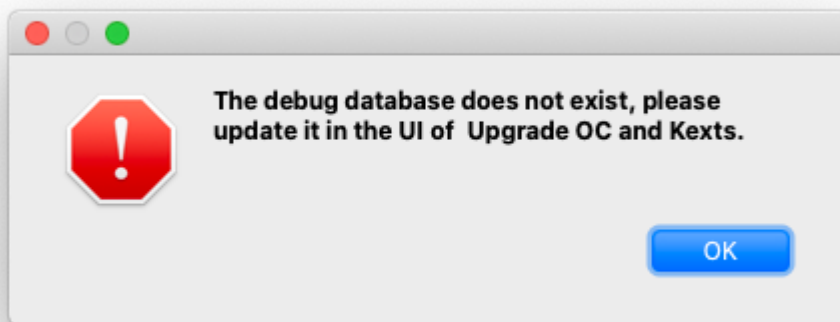 The debug database does not exist, please
update it in the UI of  Upgrade OC and Kexts.
OK